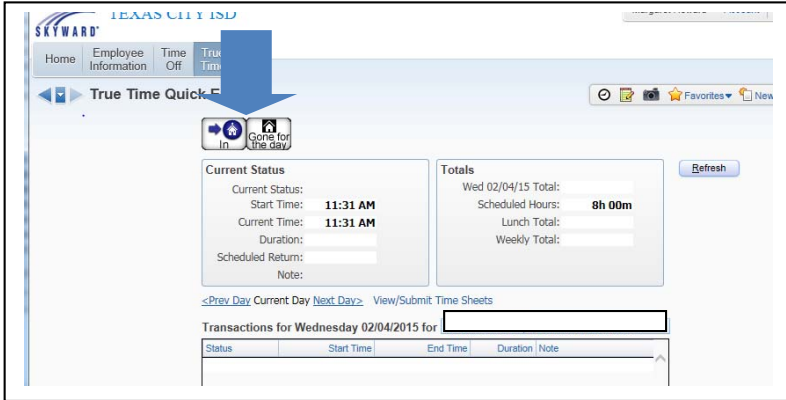 TEXAS CITY ISD
SKYWARD
Account
Home Employee Information Time Off
True Time Quick
Favorites New
In Gone for the day
Current Status
Current Status:
Start Time: 11:31 AM
Current Time: 11:31 AM
Duration:
Scheduled Return:
Note:
Totals
Wed 02/04/15 Total:
Scheduled Hours: 8h 00m
Lunch Total:
Weekly Total:
Refresh
<Prev Day Current Day Next Day> View/Submit Time Sheets
Transactions for Wednesday 02/04/2015 for
Status Start Time End Time Duration Note